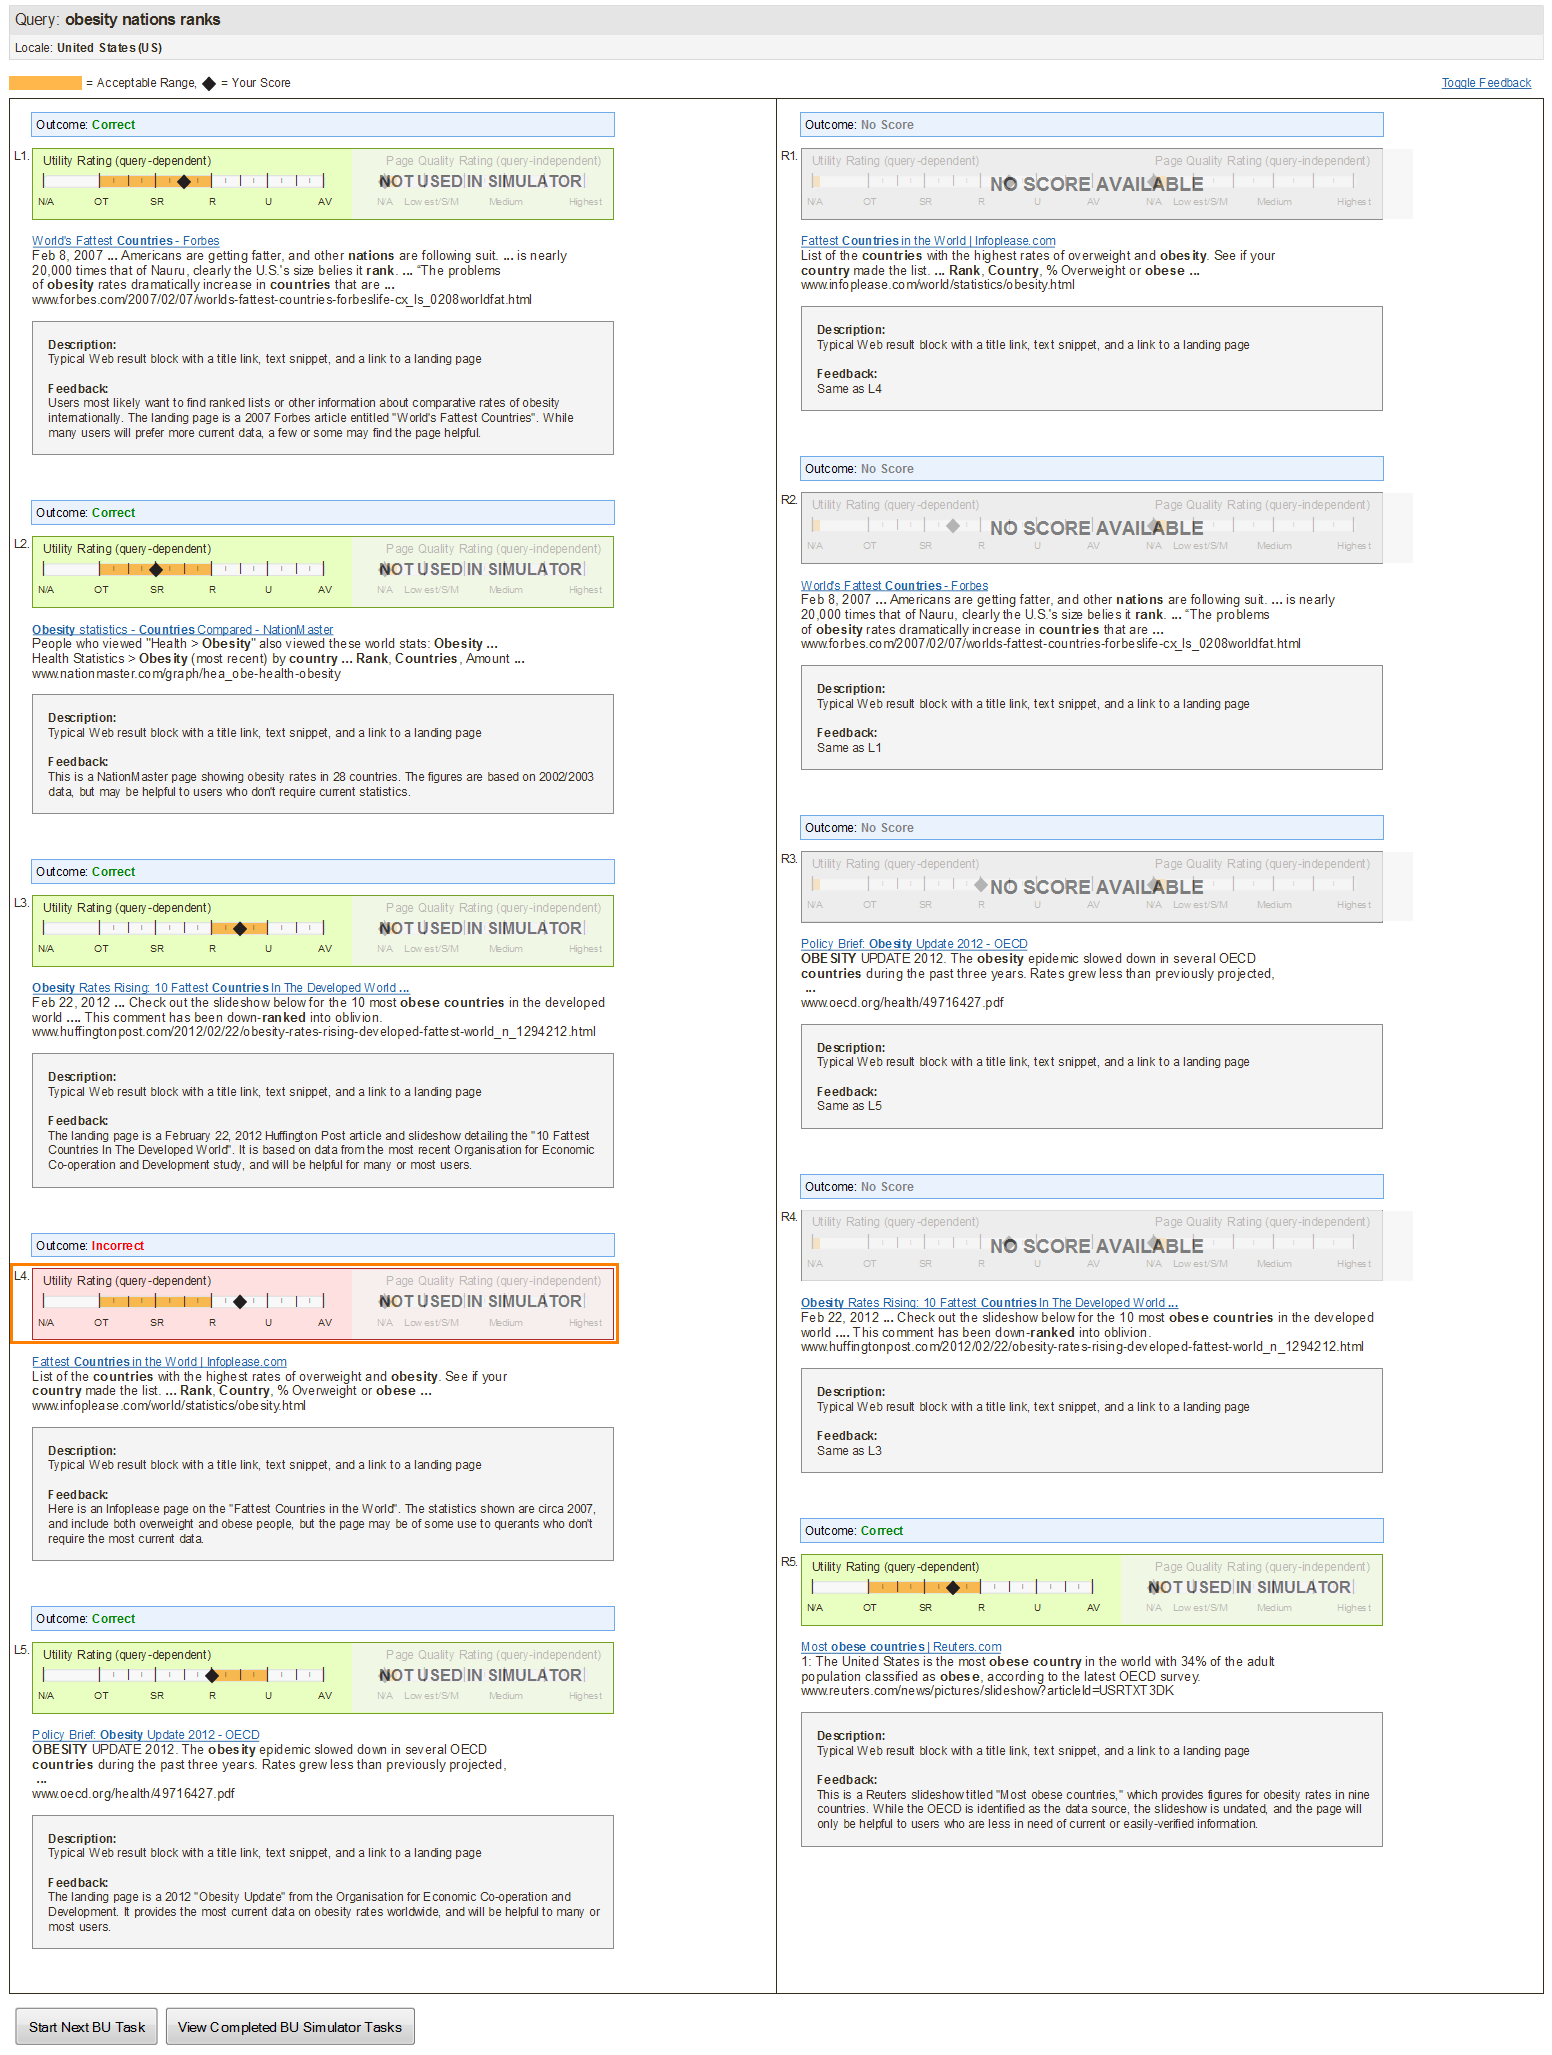 Query: obesity nations ranks
Locale: United States (US)
= Acceptable Range, = Your Score
Toggle Feedback
Outcome: Correct
L1.
Utility Rating (query-dependent)
Page Quality Rating (query-independent)
NOT USED IN SIMULATOR
N/A OT SR R U AV
N/A Lowest/S/M Medium Highest
World's Fattest Countries - Forbes
Feb 8, 2007 ... Americans are getting fatter, and other nations are following suit. ... is nearly
20,000 times that of Nauru, clearly the U.S.'s size belies it rank. ... “The problems
of obesity rates dramatically increase in countries that are ...
www.forbes.com/2007/02/07/worlds-fattest-countries-forbeslife-cx_ls_0208worldfat.html
Description:
Typical Web result block with a title link, text snippet, and a link to a landing page
Feedback:
Users most likely want to find ranked lists or other information about comparative rates of obesity
internationally. The landing page is a 2007 Forbes article entitled "World's Fattest Countries". While
many users will prefer more current data, a few or some may find the page helpful.
Outcome: Correct
L2.
Utility Rating (query-dependent)
Page Quality Rating (query-independent)
NOT USED IN SIMULATOR
N/A OT SR R U AV
N/A Lowest/S/M Medium Highest
Obesity statistics - Countries Compared - NationMaster
People who viewed "Health > Obesity" also viewed these world stats: Obesity ...
Health Statistics > Obesity (most recent) by country ... Rank, Countries, Amount ...
www.nationmaster.com/graph/hea_obe-health-obesity
Description:
Typical Web result block with a title link, text snippet, and a link to a landing page
Feedback:
This is a NationMaster page showing obesity rates in 28 countries. The figures are based on 2002/2003
data, but may be helpful to users who don't require current statistics.
Outcome: Correct
L3.
Utility Rating (query-dependent)
Page Quality Rating (query-independent)
NOT USED IN SIMULATOR
N/A OT SR R U AV
N/A Lowest/S/M Medium Highest
Obesity Rates Rising: 10 Fattest Countries In The Developed World ...
Feb 22, 2012 ... Check out the slideshow below for the 10 most obese countries in the developed
world .... This comment has been down-ranked into oblivion.
www.huffingtonpost.com/2012/02/22/obesity-rates-rising-developed-fattest-world_n_1294212.html
Description:
Typical Web result block with a title link, text snippet, and a link to a landing page
Feedback:
The landing page is a February 22, 2012 Huffington Post article and slideshow detailing the "10 Fattest
Countries In The Developed World". It is based on data from the most recent Organisation for Economic
Co-operation and Development study, and will be helpful for many or most users.
Outcome: Incorrect
L4.
Utility Rating (query-dependent)
Page Quality Rating (query-independent)
NOT USED IN SIMULATOR
N/A OT SR R U AV
N/A Lowest/S/M Medium Highest
Fattest Countries in the World | Infoplease.com
List of the countries with the highest rates of overweight and obesity. See if your
country made the list. ... Rank, Country, % Overweight or obese ...
www.infoplease.com/world/statistics/obesity.html
Description:
Typical Web result block with a title link, text snippet, and a link to a landing page
Feedback:
Here is an Infoplease page on the "Fattest Countries in the World". The statistics shown are circa 2007,
and include both overweight and obese people, but the page may be of some use to querants who don't
require the most current data.
Outcome: Correct
L5.
Utility Rating (query-dependent)
Page Quality Rating (query-independent)
NOT USED IN SIMULATOR
N/A OT SR R U AV
N/A Lowest/S/M Medium Highest
Policy Brief: Obesity Update 2012 - OECD
OBESITY UPDATE 2012. The obesity epidemic slowed down in several OECD
countries during the past three years. Rates grew less than previously projected,
...
www.oecd.org/health/49716427.pdf
Description:
Typical Web result block with a title link, text snippet, and a link to a landing page
Feedback:
The landing page is a 2012 "Obesity Update" from the Organisation for Economic Co-operation and
Development. It provides the most current data on obesity rates worldwide, and will be helpful to many or
most users.
Outcome: No Score
R1.
Utility Rating (query-dependent)
Page Quality Rating (query-independent)
NO SCORE AVAILABLE
N/A OT SR R U AV
N/A Lowest/S/M Medium Highest
Fattest Countries in the World | Infoplease.com
List of the countries with the highest rates of overweight and obesity. See if your
country made the list. ... Rank, Country, % Overweight or obese ...
www.infoplease.com/world/statistics/obesity.html
Description:
Typical Web result block with a title link, text snippet, and a link to a landing page
Feedback:
Same as L4
Outcome: No Score
R2.
Utility Rating (query-dependent)
Page Quality Rating (query-independent)
NO SCORE AVAILABLE
N/A OT SR R U AV
N/A Lowest/S/M Medium Highest
World's Fattest Countries - Forbes
Feb 8, 2007 ... Americans are getting fatter, and other nations are following suit. ... is nearly
20,000 times that of Nauru, clearly the U.S.'s size belies it rank. ... “The problems
of obesity rates dramatically increase in countries that are ...
www.forbes.com/2007/02/07/worlds-fattest-countries-forbeslife-cx_ls_0208worldfat.html
Description:
Typical Web result block with a title link, text snippet, and a link to a landing page
Feedback:
Same as L1
Outcome: No Score
R3.
Utility Rating (query-dependent)
Page Quality Rating (query-independent)
NO SCORE AVAILABLE
N/A OT SR R U AV
N/A Lowest/S/M Medium Highest
Policy Brief: Obesity Update 2012 - OECD
OBESITY UPDATE 2012. The obesity epidemic slowed down in several OECD
countries during the past three years. Rates grew less than previously projected,
...
www.oecd.org/health/49716427.pdf
Description:
Typical Web result block with a title link, text snippet, and a link to a landing page
Feedback:
Same as L5
Outcome: No Score
R4.
Utility Rating (query-dependent)
Page Quality Rating (query-independent)
NO SCORE AVAILABLE
N/A OT SR R U AV
N/A Lowest/S/M Medium Highest
Obesity Rates Rising: 10 Fattest Countries In The Developed World ...
Feb 22, 2012 ... Check out the slideshow below for the 10 most obese countries in the developed
world .... This comment has been down-ranked into oblivion.
www.huffingtonpost.com/2012/02/22/obesity-rates-rising-developed-fattest-world_n_1294212.html
Description:
Typical Web result block with a title link, text snippet, and a link to a landing page
Feedback:
Same as L3
Outcome: Correct
R5.
Utility Rating (query-dependent)
Page Quality Rating (query-independent)
NOT USED IN SIMULATOR
N/A OT SR R U AV
N/A Lowest/S/M Medium Highest
Most obese countries | Reuters.com
1: The United States is the most obese country in the world with 34% of the adult
population classified as obese, according to the latest OECD survey.
www.reuters.com/news/pictures/slideshow?articleId=USRTXT3DK
Description:
Typical Web result block with a title link, text snippet, and a link to a landing page
Feedback:
This is a Reuters slideshow titled "Most obese countries," which provides figures for obesity rates in nine
countries. While the OECD is identified as the data source, the slideshow is undated, and the page will
only be helpful to users who are less in need of current or easily-verified information.
Start Next BU Task
View Completed BU Simulator Tasks